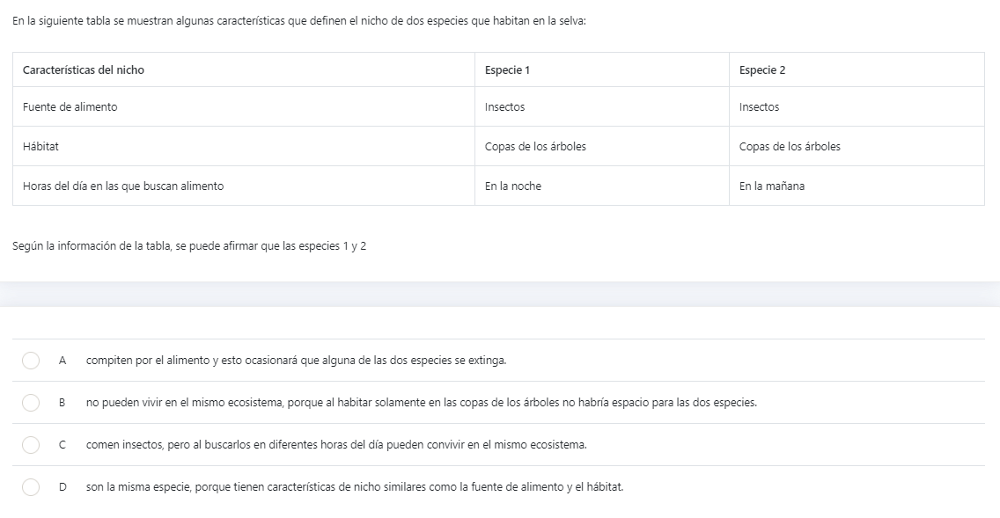 En la siguiente tabla se muestran algunas características que definen el nicho de dos especies que habitan en la selva:
Características del nicho Especie 1 Especie 2
Fuente de alimento Insectos Insectos
Hábitat Copas de los árboles Copas de los árboles
Horas del día en las que buscan alimento En la noche En la mañana
Según la información de la tabla, se puede afirmar que las especies 1 y 2
A compiten por el alimento y esto ocasionará que alguna de las dos especies se extinga.
B no pueden vivir en el mismo ecosistema, porque al habitar solamente en las copas de los árboles no habría espacio para las dos especies.
C comen insectos, pero al buscarlos en diferentes horas del día pueden convivir en el mismo ecosistema.
D son la misma especie, porque tienen características de nicho similares como la fuente de alimento y el hábitat.